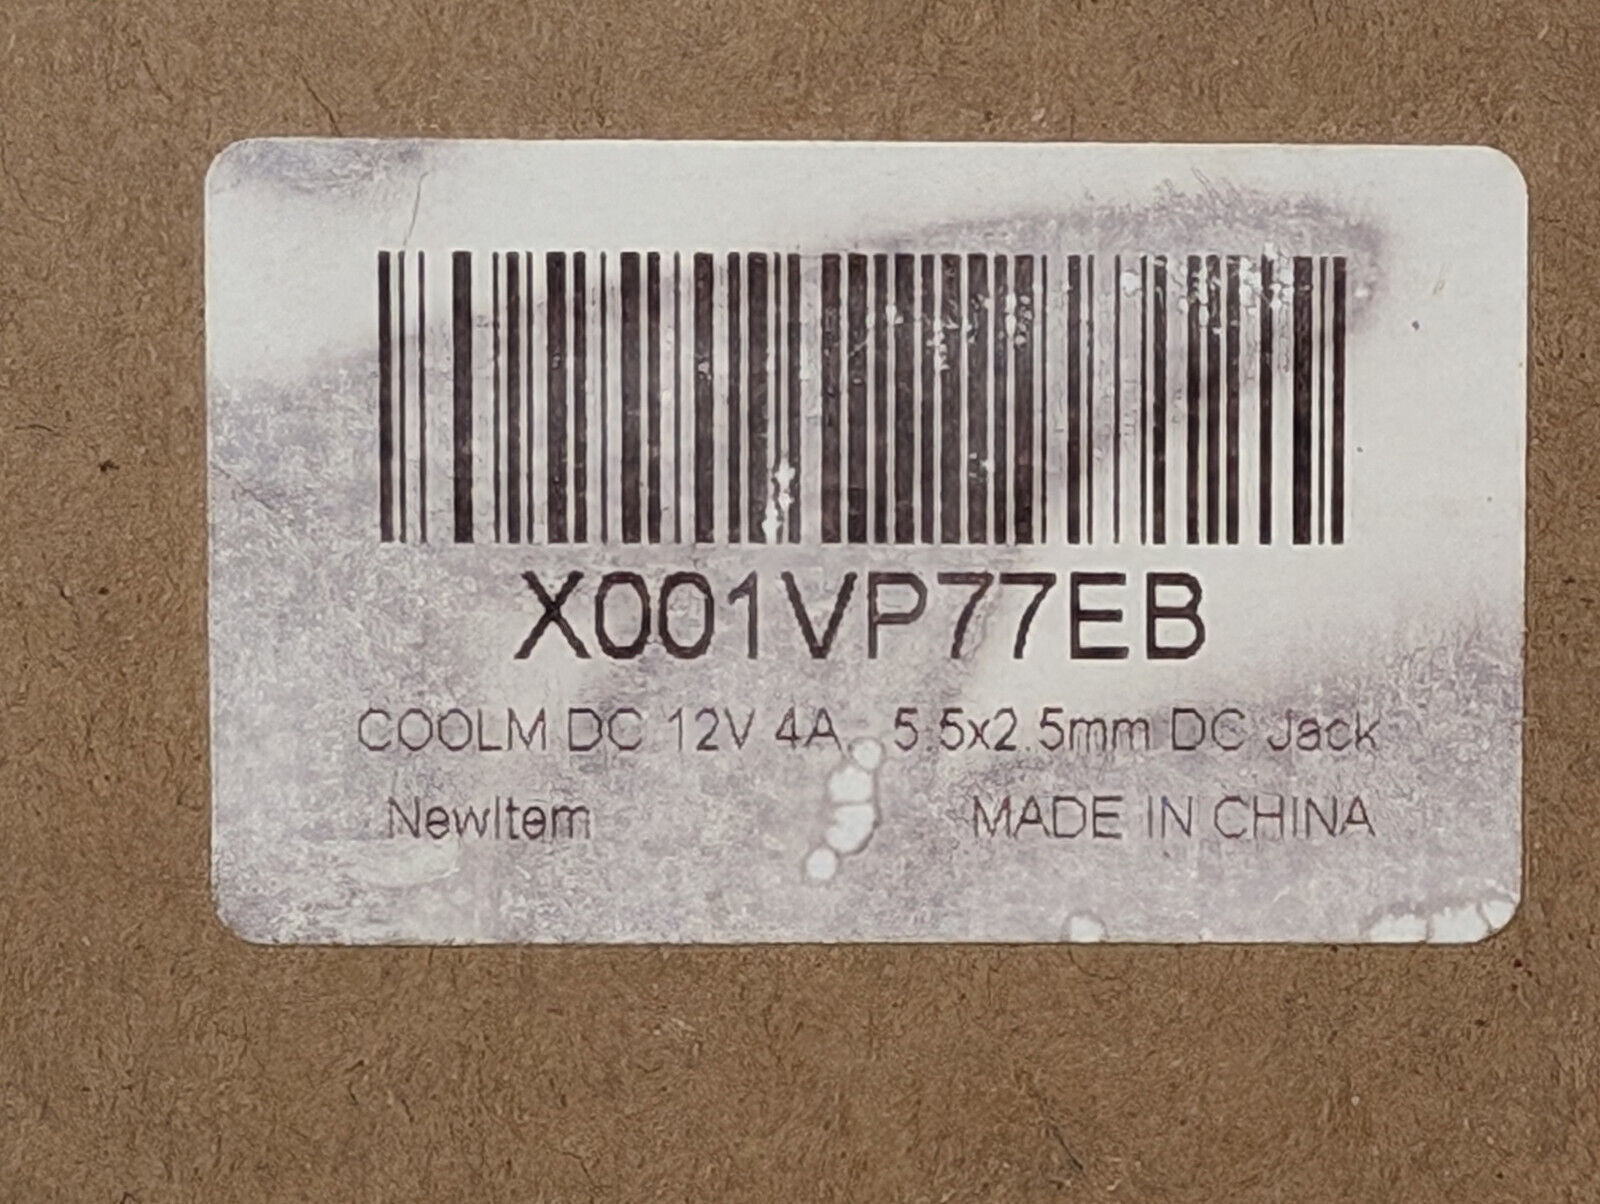 X001VP77EB
COOLM DC 12V 4A 5.5x2.5mm DC Jack
NewItem MADE IN CHINA